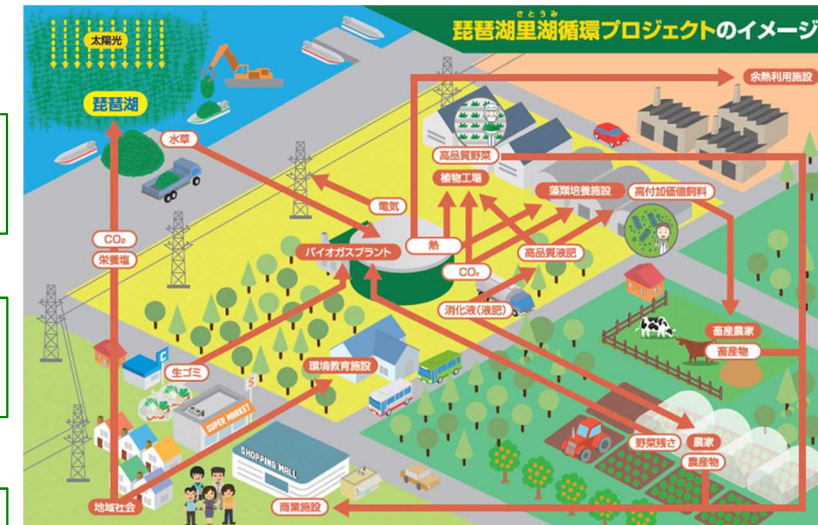 さとうみ
琵琶湖里湖循環プロジェクトのイメージ
太陽光
琵琶湖
余熱利用施設
水草
高品質野菜
植物工場
藻類培養施設
高付加価値飼料
電気
CO₂
栄養塩
バイオガスプラント
熱
高品質液肥
CO₂
消化液(液肥)
畜産農家
畜産物
生ゴミ
環境教育施設
C
S
SUPER MARKET
SHOPPING MALL
野菜残さ
農家
農産物
地域社会
商業施設